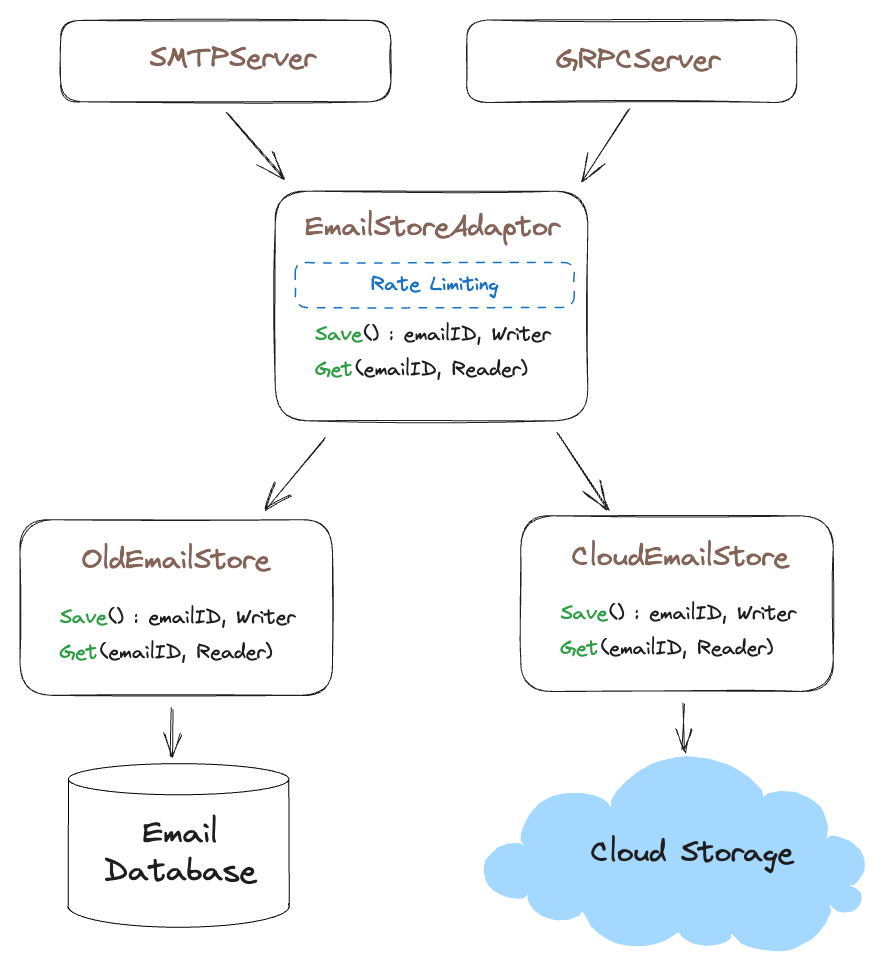 SMTPServer
GRPCServer
EmailStoreAdaptor
Rate Limiting
Save() : emailID, Writer
Get(emailID, Reader)
OldEmailStore
Save() : emailID, Writer
Get(emailID, Reader)
CloudEmailStore
Save() : emailID, Writer
Get(emailID, Reader)
Email
Database
Cloud Storage